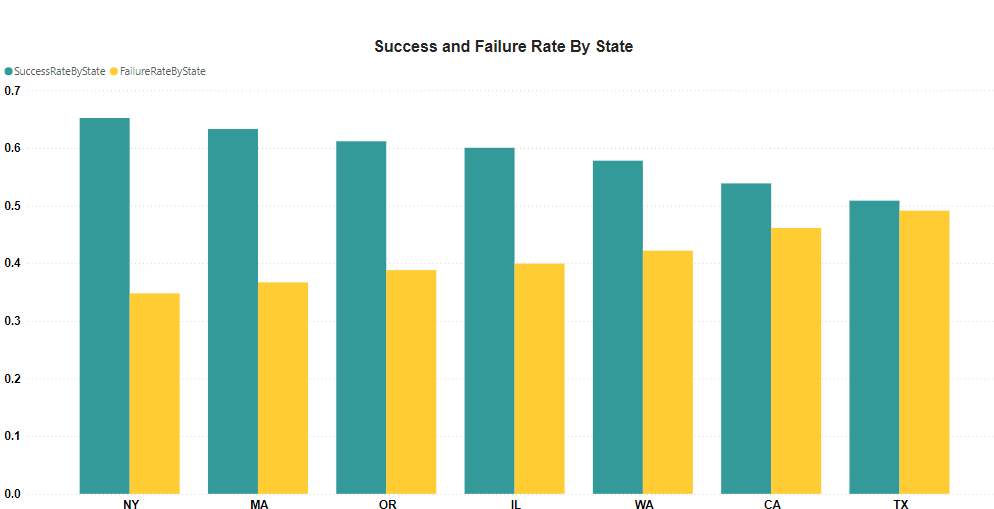 Success and Failure Rate By State
SuccessRateByState FailureRateByState
0.7
0.6
0.5
0.4
0.3
0.2
0.1
0.0
NY MA OR IL WA CA TX